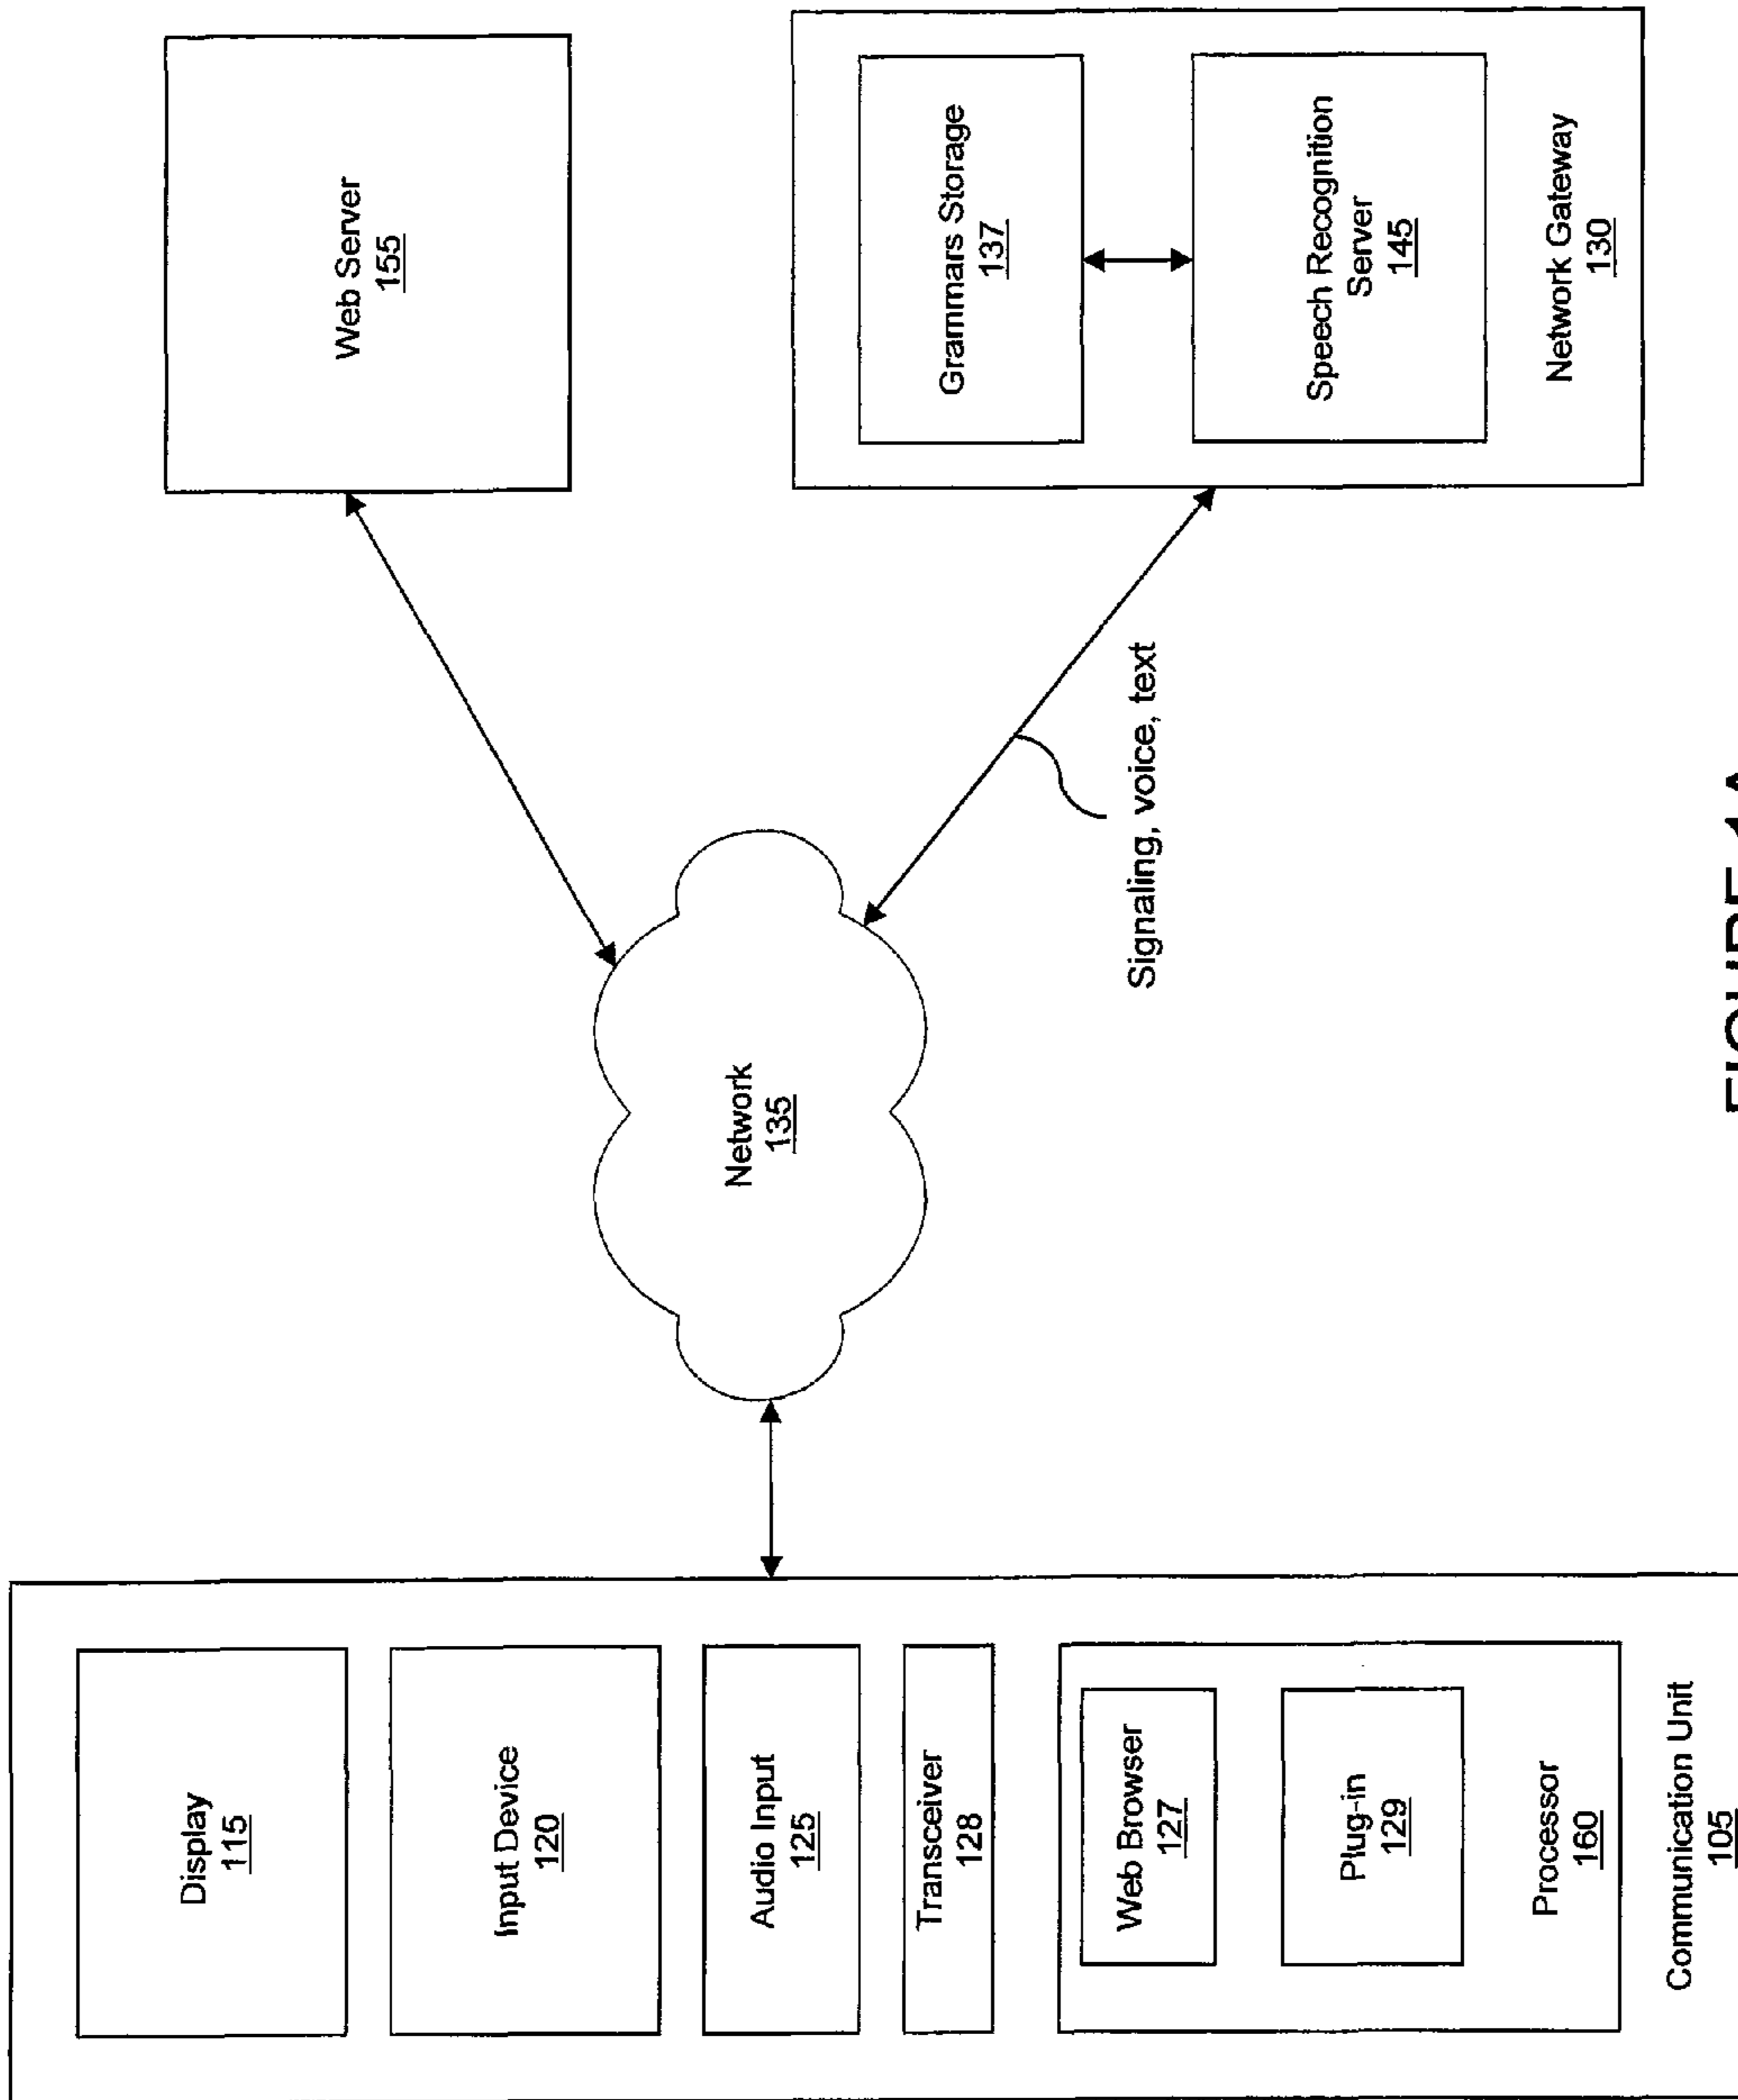 Display
115
Input Device
120
Audio Input
125
Transceiver
128
Web Browser
127
Plug-in
129
Processor
160
Communication Unit
105
Network
135
Signaling, voice, text
Web Server
155
Grammars Storage
137
Speech Recognition
Server
145
Network Gateway
130
FIGURE 1A